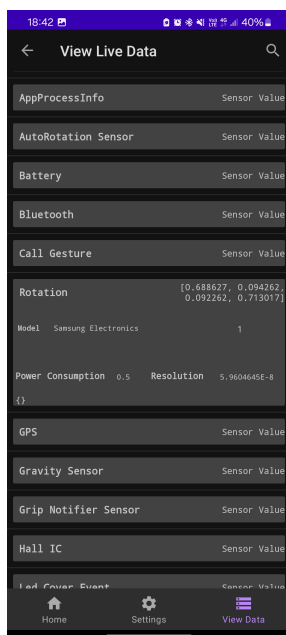 18:42 40%
View Live Data
AppProcessInfo Sensor Value
AutoRotation Sensor Sensor Value
Battery Sensor Value
Bluetooth Sensor Value
Call Gesture Sensor Value
Rotation [0.688627, 0.094262,
0.092262, 0.713017]
Model Samsung Electronics 1
Power Consumption 0.5 Resolution 5.9604645E-8
{}
GPS Sensor Value
Gravity Sensor Sensor Value
Grip Notifier Sensor Sensor Value
Hall IC Sensor Value
Led Cover Event Sensor Value
Home Settings View Data